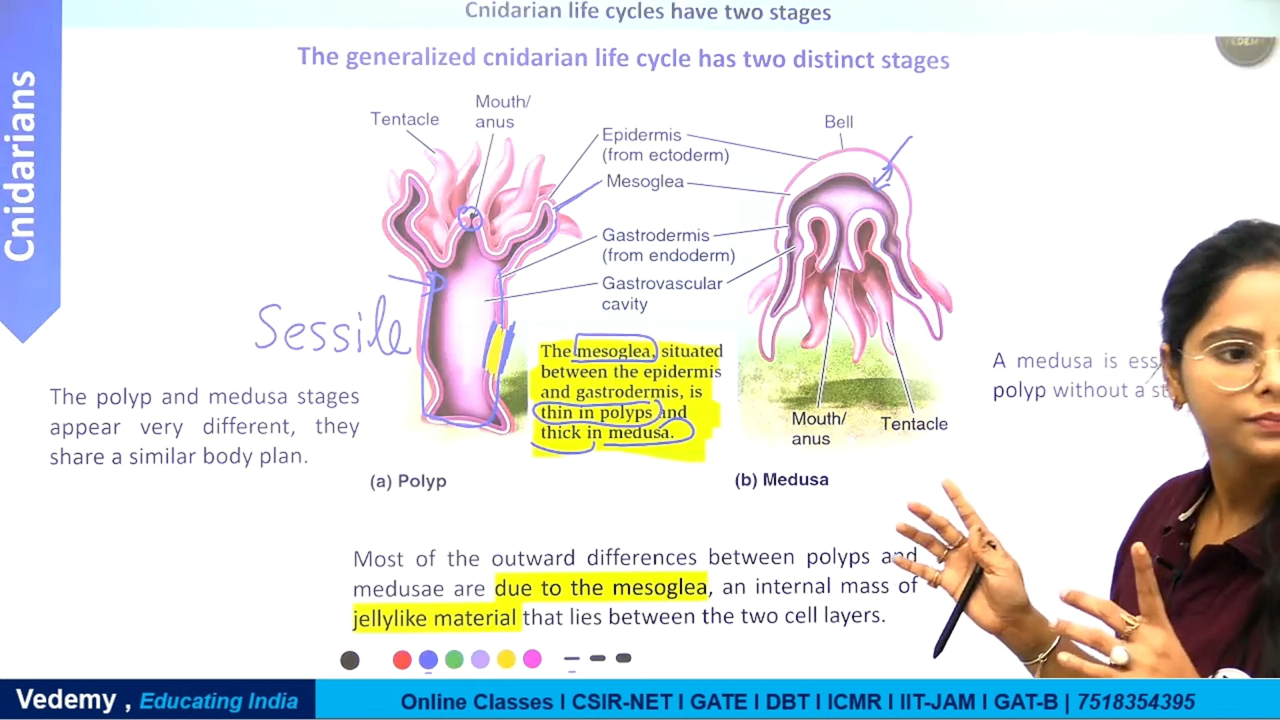 Cnidarian life cycles have two stages
The generalized cnidarian life cycle has two distinct stages
Cnidarians
VEDEMY
Tentacle
Mouth/
anus
Epidermis
(from ectoderm)
Mesoglea
Gastrodermis
(from endoderm)
Gastrovascular
cavity
Bell
Sessile
The mesoglea, situated
between the epidermis
and gastrodermis, is
thin in polyps and
thick in medusa.
The polyp and medusa stages
appear very different, they
share a similar body plan.
A medusa is
polyp without a
Mouth/
anus
Tentacle
(a) Polyp
(b) Medusa
Most of the outward differences between polyps and
medusae are due to the mesoglea, an internal mass of
jellylike material that lies between the two cell layers.
Vedemy , Educating India
Online Classes I CSIR-NET I GATE I DBT I ICMR I IIT-JAM I GAT-B | 7518354395